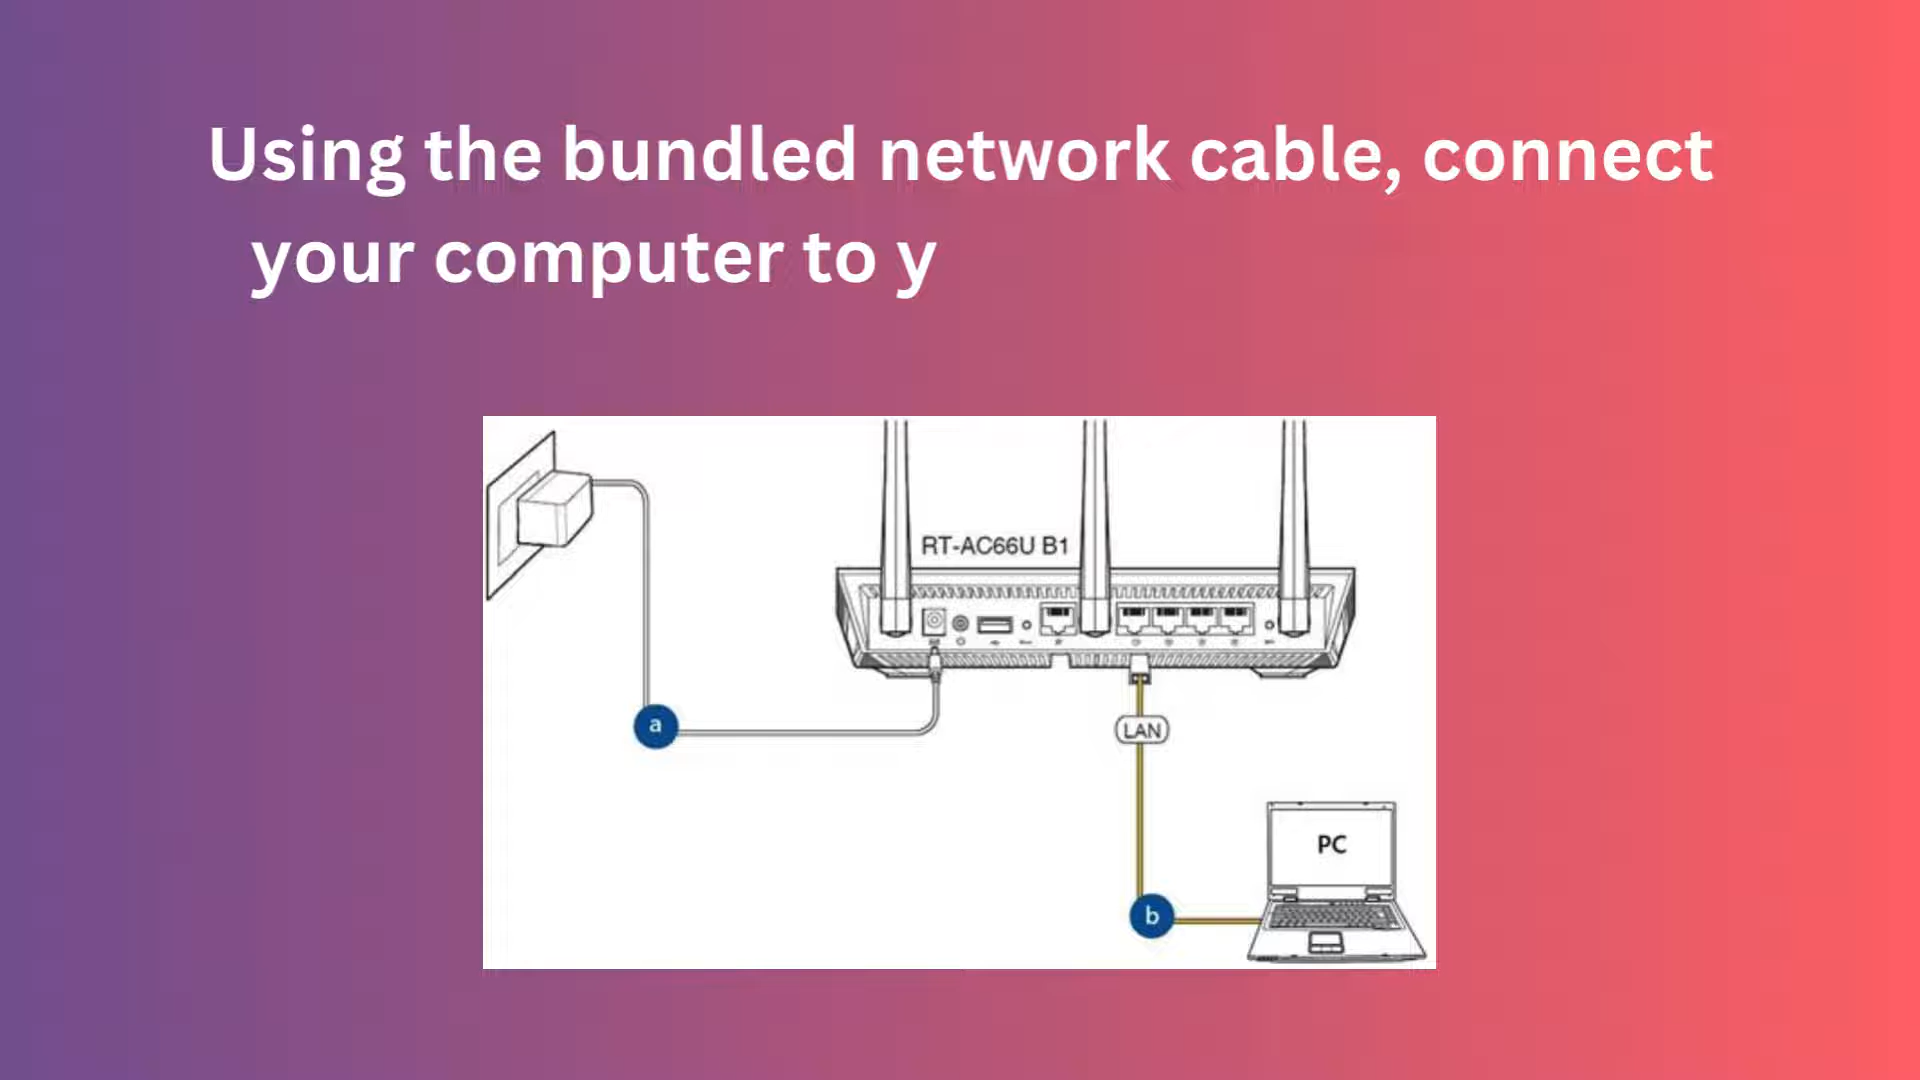 Using the bundled network cable, connect
your computer to y
RT-AC66U B1
a
LAN
PC
b